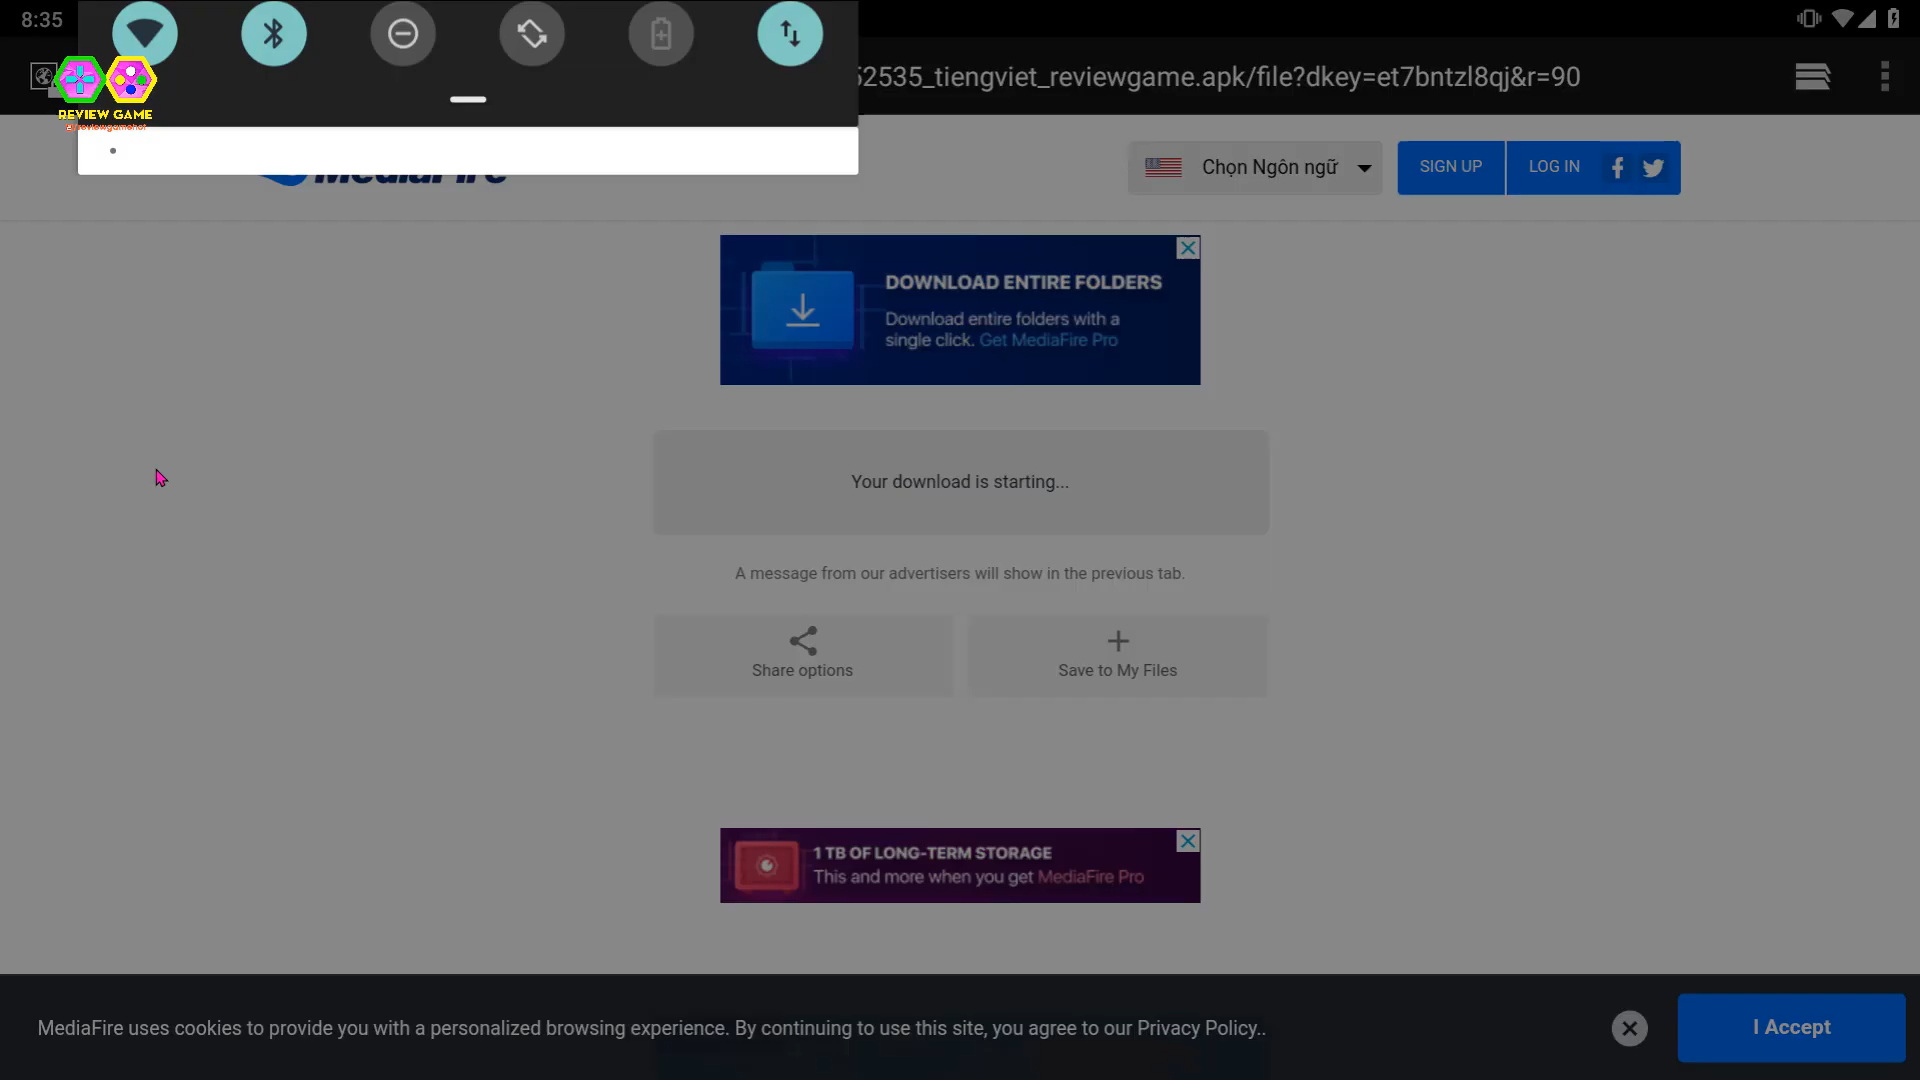 8:35
52535_tiengviet_reviewgame.apk/file?dkey=et7bntzl8qj&r=90
REVIEW GAME
MediaFire
Chọn Ngôn ngữ
SIGN UP
LOG IN
DOWNLOAD ENTIRE FOLDERS
Download entire folders with a
single click. Get MediaFire Pro
Your download is starting...
A message from our advertisers will show in the previous tab.
Share options
Save to My Files
1 TB OF LONG-TERM STORAGE
This and more when you get MediaFire Pro
MediaFire uses cookies to provide you with a personalized browsing experience. By continuing to use this site, you agree to our Privacy Policy..
I Accept